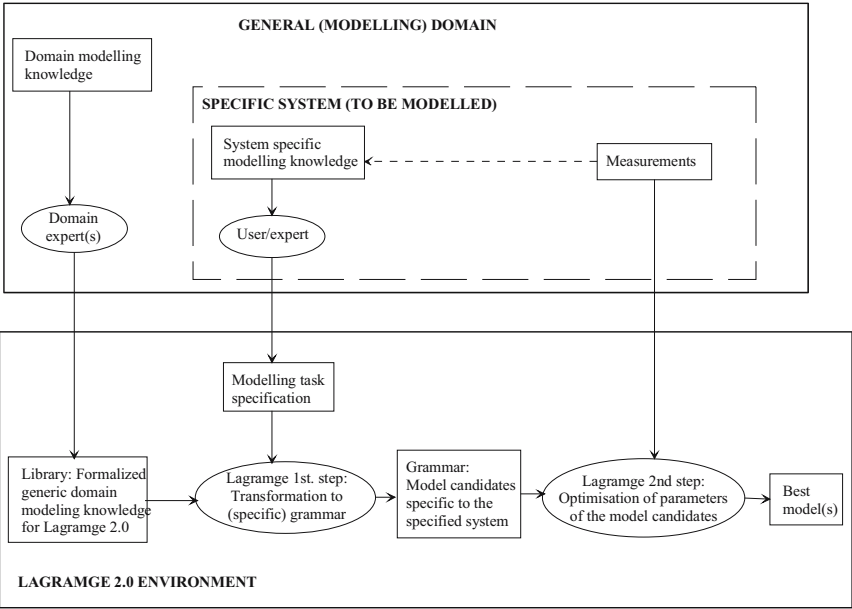 GENERAL (MODELLING) DOMAIN
Domain modelling
knowledge
SPECIFIC SYSTEM (TO BE MODELLED)
System specific
modelling knowledge
Measurements
Domain
expert(s)
User/expert
Modelling task
specification
Library: Formalized
generic domain
modeling knowledge
for Lagramge 2.0
Lagramge 1st. step:
Transformation to
(specific) grammar
Grammar:
Model candidates
specific to the
specified system
Lagramge 2nd step:
Optimisation of parameters
of the model candidates
Best
model(s)
LAGRAMGE 2.0 ENVIRONMENT